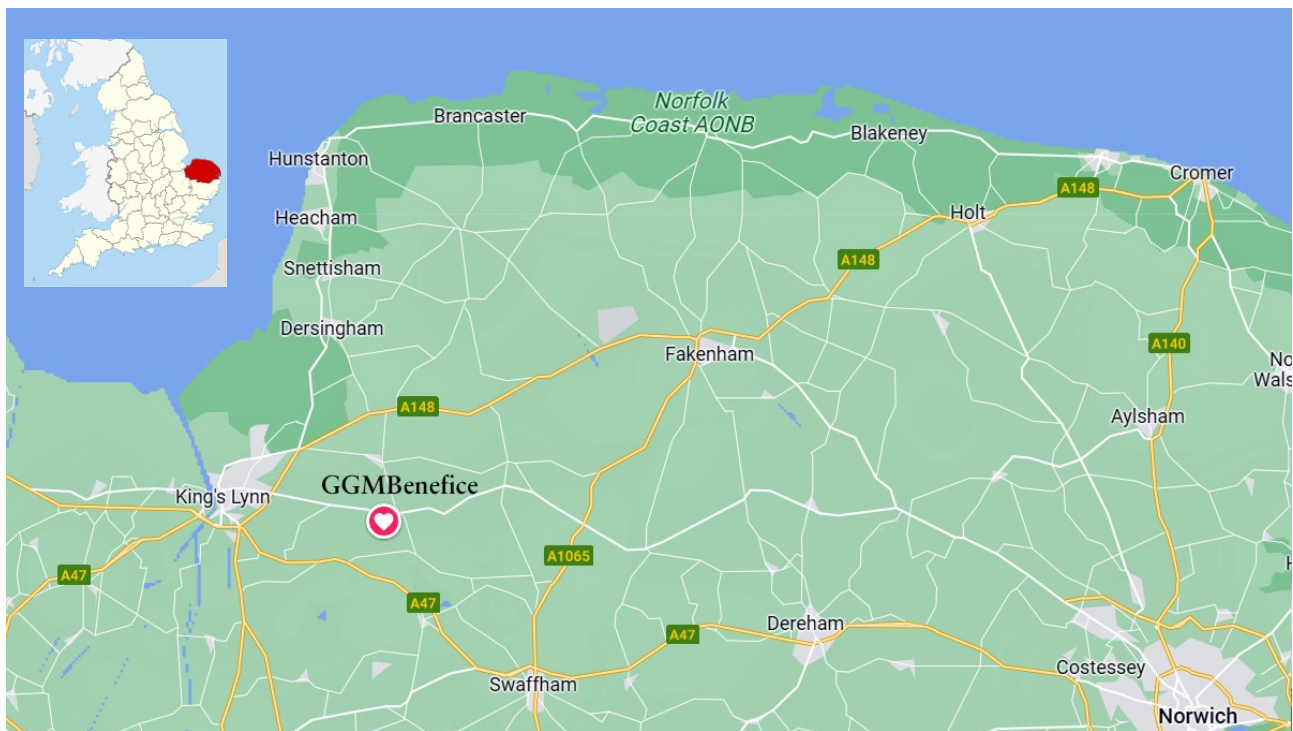 Norfolk
Coast AONB
Brancaster
Blakeney
Hunstanton
Cromer
A148
Heacham
Holt
A148
Snettisham
Dersingham
A140
Fakenham
No
Wals
A148
Aylsham
GGMBenefice
King's Lynn
A1065
A47
A47
Dereham
A47
Costessey
Swaffham
Norwich